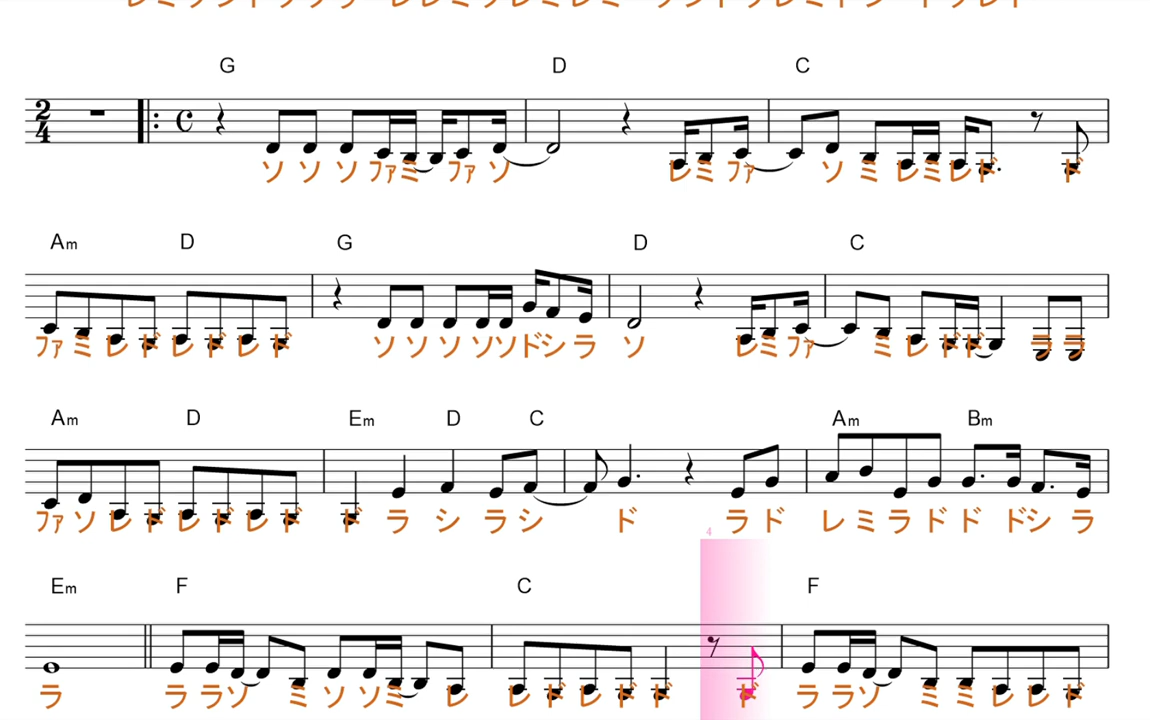 G D C
2
4
ソ ソ ソ ファ ミ ファ ソ レ ミ ファ ソ ミ レ ミ レ ド ド
Am D G D C
ファ ミ レ ド レ ド レ ド ソ ソ ソ ソ ソ ド シ ラ ソ レ ミ ファ ミ レ ド ド ラ ラ
Am D Em D C Am Bm
ファ ソ レ ド レ ド レ ド ド ラ シ ラ シ ド ラ ド レ ミ ラ ド ド ド シ ラ
4
Em F C F
ラ ラ ラ ソ ミ ソ ソ ミ レ レ ド レ ド ド ド ラ ラ ソ ミ ミ レ レ ド